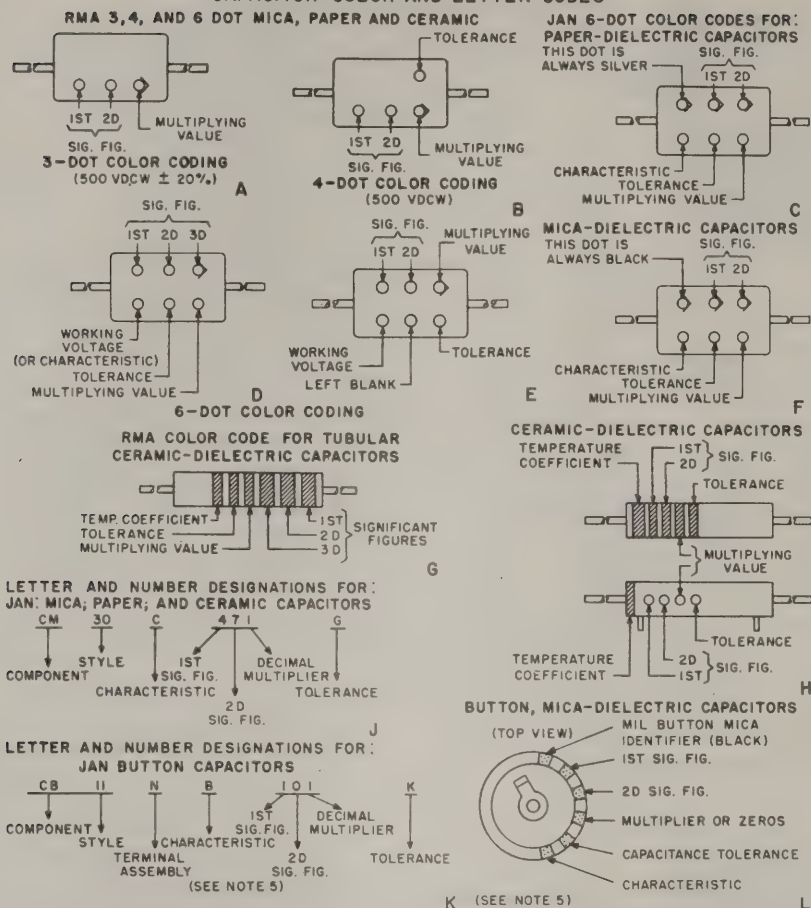 RMA 3,4, AND 6 DOT MICA, PAPER AND CERAMIC
TOLERANCE
1ST 2D
SIG. FIG.
MULTIPLYING
VALUE
3-DOT COLOR CODING
(500 VDCW ± 20%)
A
1ST 2D
SIG. FIG.
MULTIPLYING
VALUE
4-DOT COLOR CODING
(500 VDCW)
B
JAN 6-DOT COLOR CODES FOR:
PAPER-DIELECTRIC CAPACITORS
THIS DOT IS
ALWAYS SILVER
SIG. FIG.
1ST 2D
CHARACTERISTIC
TOLERANCE
MULTIPLYING VALUE
C
SIG. FIG.
1ST 2D 3D
WORKING
VOLTAGE
(OR CHARACTERISTIC)
TOLERANCE
MULTIPLYING VALUE
D
SIG. FIG.
1ST 2D
MULTIPLYING
VALUE
WORKING
VOLTAGE
LEFT BLANK
TOLERANCE
E
6-DOT COLOR CODING
MICA-DIELECTRIC CAPACITORS
THIS DOT IS
ALWAYS BLACK
SIG. FIG.
1ST 2D
CHARACTERISTIC
TOLERANCE
MULTIPLYING VALUE
F
RMA COLOR CODE FOR TUBULAR
CERAMIC-DIELECTRIC CAPACITORS
TEMP. COEFFICIENT
TOLERANCE
MULTIPLYING VALUE
1ST
2D
3D
SIGNIFICANT
FIGURES
G
CERAMIC-DIELECTRIC CAPACITORS
TEMPERATURE
COEFFICIENT
1ST
2D
SIG. FIG.
TOLERANCE
MULTIPLYING
VALUE
TOLERANCE
TEMPERATURE
COEFFICIENT
2D
1ST
SIG. FIG.
H
LETTER AND NUMBER DESIGNATIONS FOR:
JAN: MICA; PAPER; AND CERAMIC CAPACITORS
CM 30 C 471 G
COMPONENT
STYLE
CHARACTERISTIC
1ST
SIG. FIG.
2D
SIG. FIG.
DECIMAL
MULTIPLIER
TOLERANCE
J
LETTER AND NUMBER DESIGNATIONS FOR:
JAN BUTTON CAPACITORS
CB 11 N B 101 K
COMPONENT
STYLE
TERMINAL
ASSEMBLY
CHARACTERISTIC
1ST
SIG. FIG.
2D
SIG. FIG.
DECIMAL
MULTIPLIER
TOLERANCE
(SEE NOTE 5)
K
BUTTON, MICA-DIELECTRIC CAPACITORS
(TOP VIEW)
MIL BUTTON MICA
IDENTIFIER (BLACK)
1ST SIG. FIG.
2D SIG. FIG.
MULTIPLIER OR ZEROS
CAPACITANCE TOLERANCE
CHARACTERISTIC
(SEE NOTE 5)
L